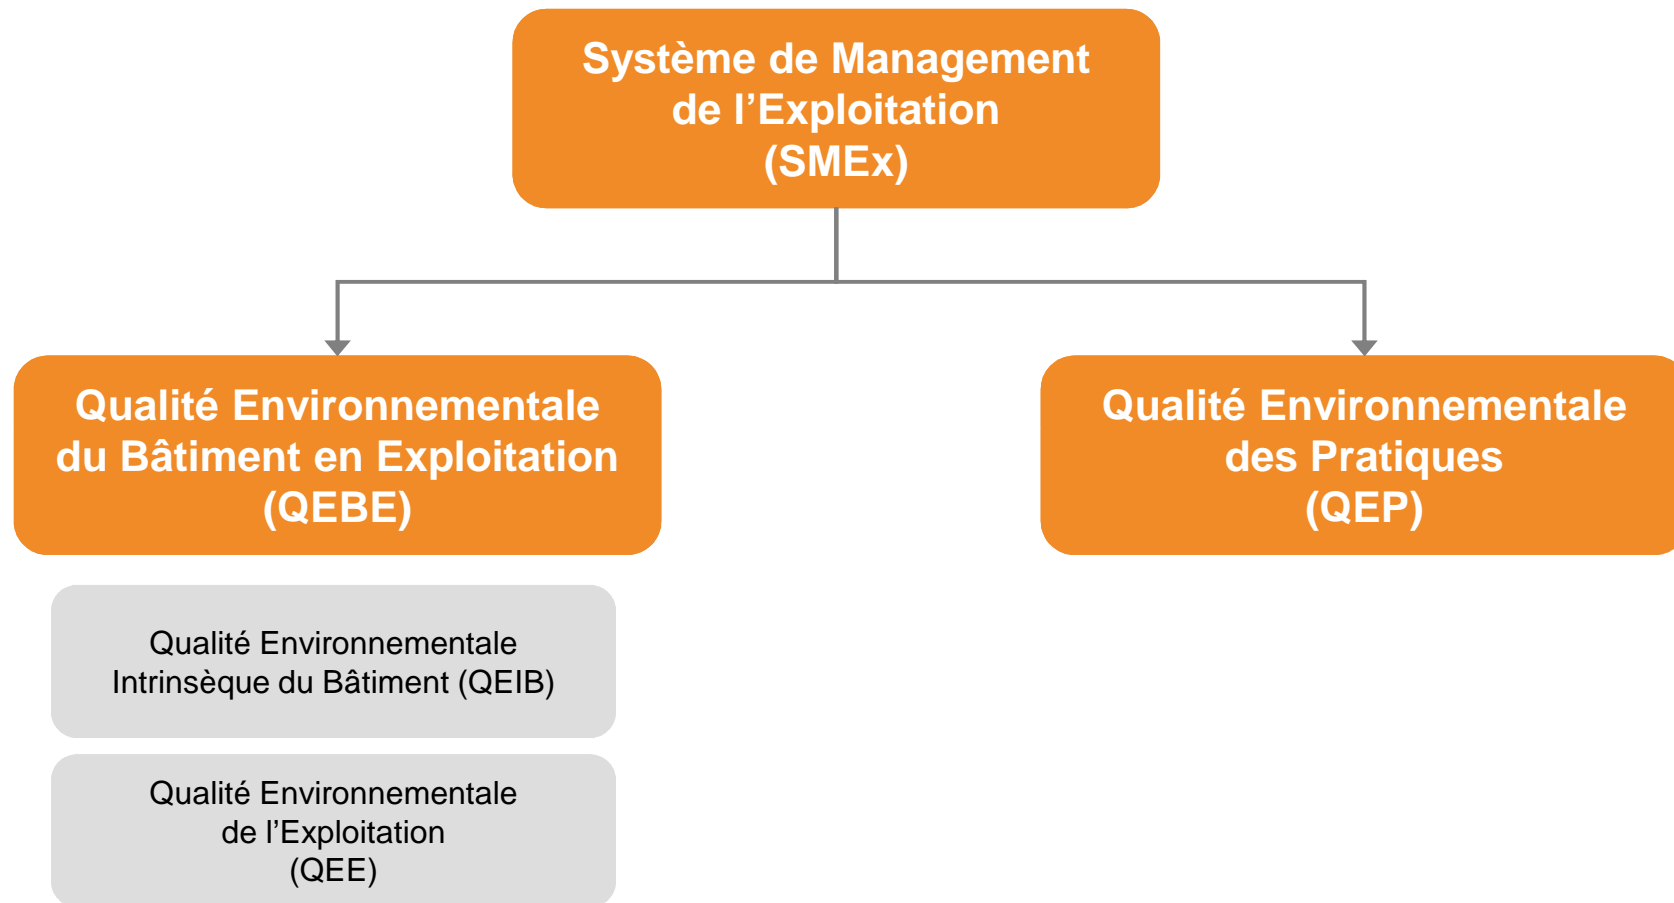 Système de Management
de l’Exploitation
(SMEx)
Qualité Environnementale
du Bâtiment en Exploitation
(QEBE)
Qualité Environnementale
des Pratiques
(QEP)
Qualité Environnementale
Intrinsèque du Bâtiment (QEIB)
Qualité Environnementale
de l’Exploitation
(QEE)